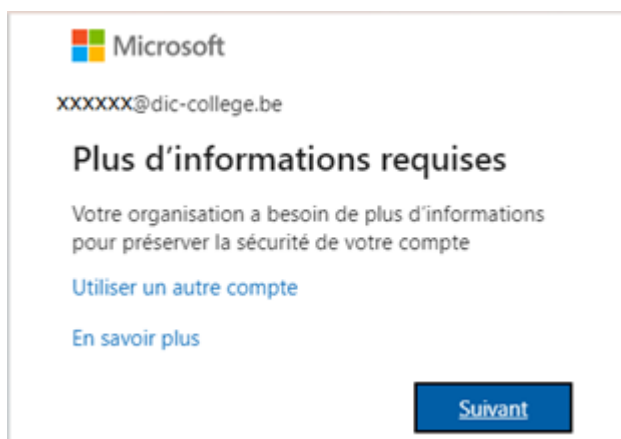 Microsoft
xxxxxx@dic-college.be
Plus d’informations requises
Votre organisation a besoin de plus d’informations
pour préserver la sécurité de votre compte
Utiliser un autre compte
En savoir plus
Suivant